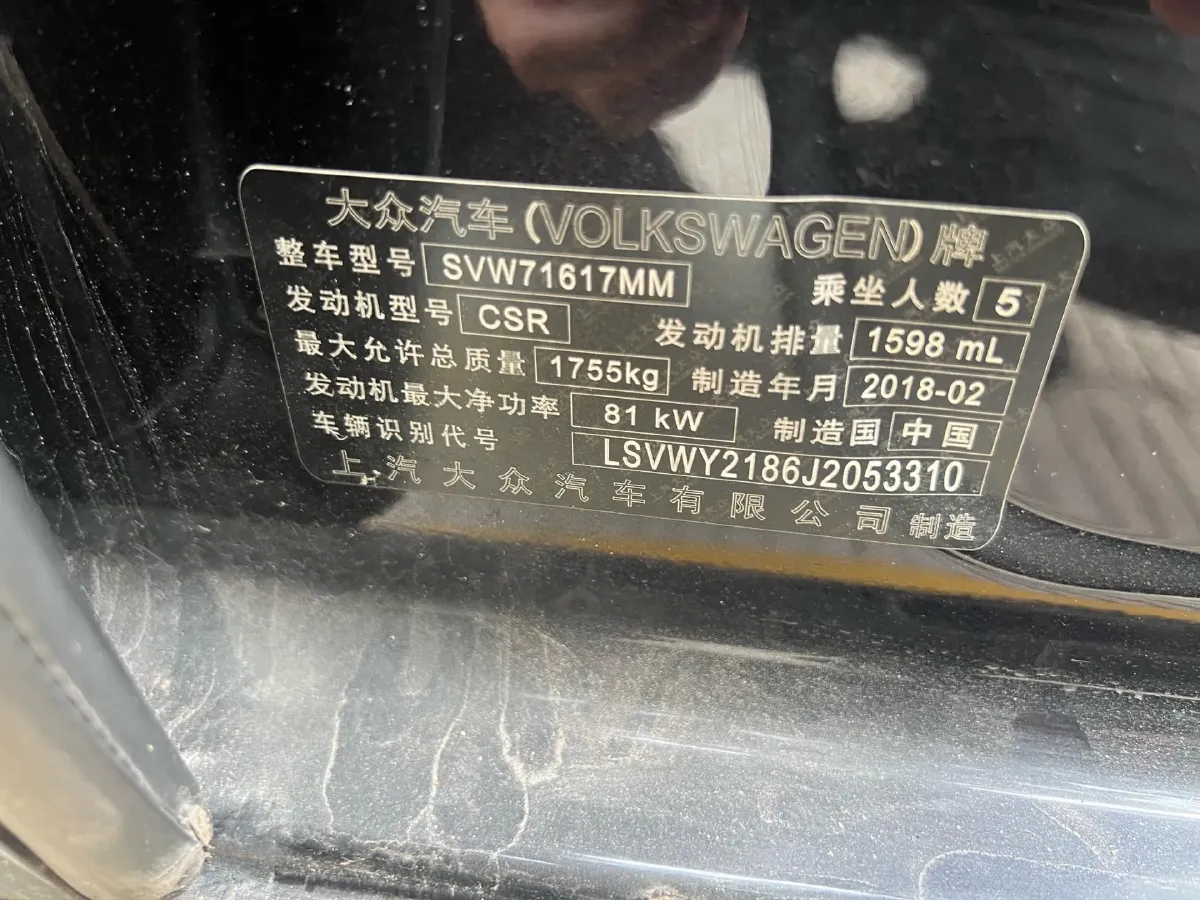 大众汽车(VOLKSWAGEN)牌
整车型号 SVW71617MM 乘坐人数 5
发动机型号 CSR 发动机排量 1598 mL
最大允许总质量 1755kg 制造年月 2018-02
发动机最大净功率 81 kW 制造国 中国
车辆识别代号 LSVWY2186J2053310
上汽大众汽车有限公司 制造